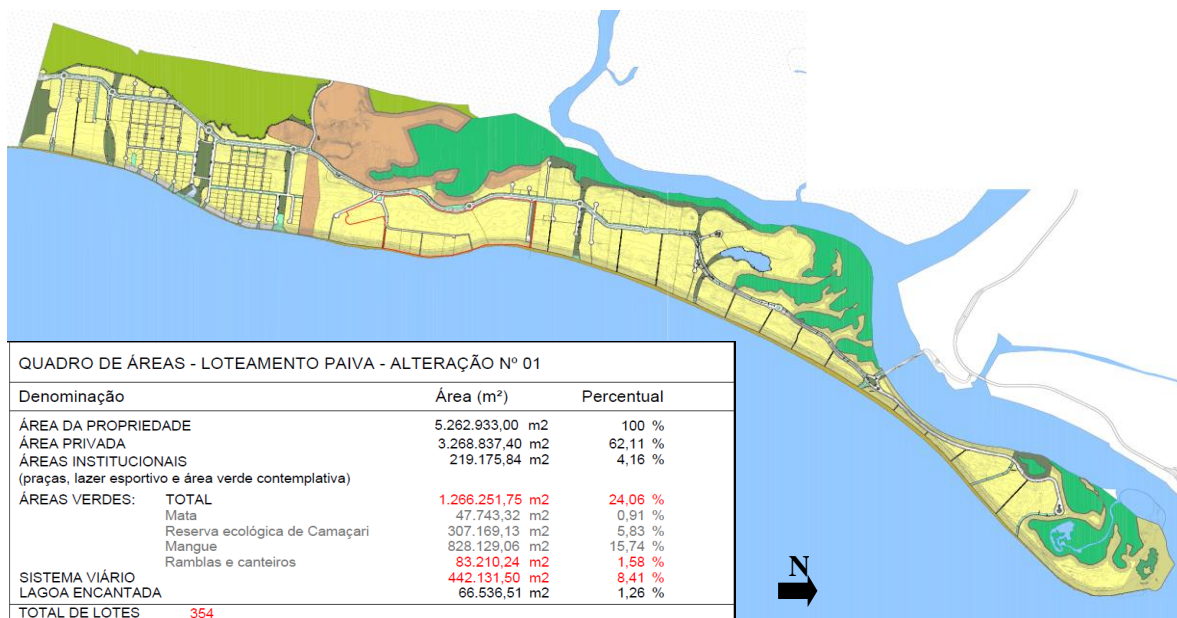 QUADRO DE ÁREAS - LOTEAMENTO PAIVA - ALTERAÇÃO Nº 01
Denominação Área (m²) Percentual
ÁREA DA PROPRIEDADE 5.262.933,00 m2 100 %
ÁREA PRIVADA 3.268.837,40 m2 62,11 %
ÁREAS INSTITUCIONAIS 219.175,84 m2 4,16 %
(praças, lazer esportivo e área verde contemplativa)
ÁREAS VERDES: TOTAL 1.266.251,75 m2 24,06 %
Mata 47.743,32 m2 0,91 %
Reserva ecológica de Camaçari 307.169,13 m2 5,83 %
Mangue 828.129,06 m2 15,74 %
Ramblas e canteiros 83.210,24 m2 1,58 %
SISTEMA VIÁRIO 442.131,50 m2 8,41 %
LAGOA ENCANTADA 66.536,51 m2 1,26 %
TOTAL DE LOTES 354
N